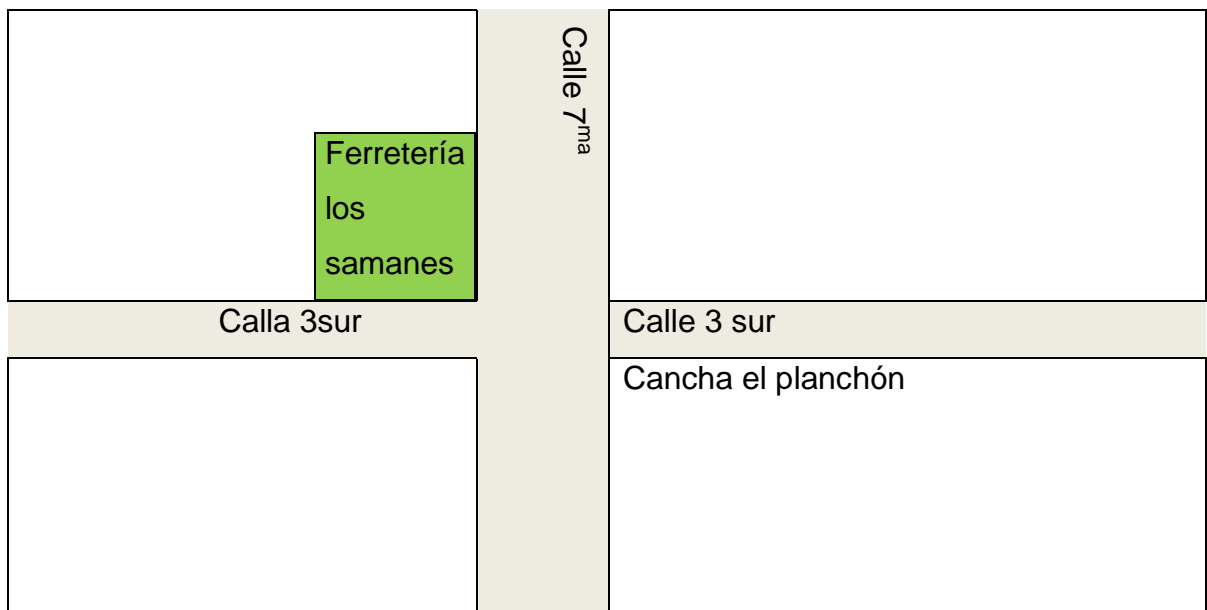 Calle 7ma
Ferretería
los
samanes
Calla 3sur
Calle 3 sur
Cancha el planchón